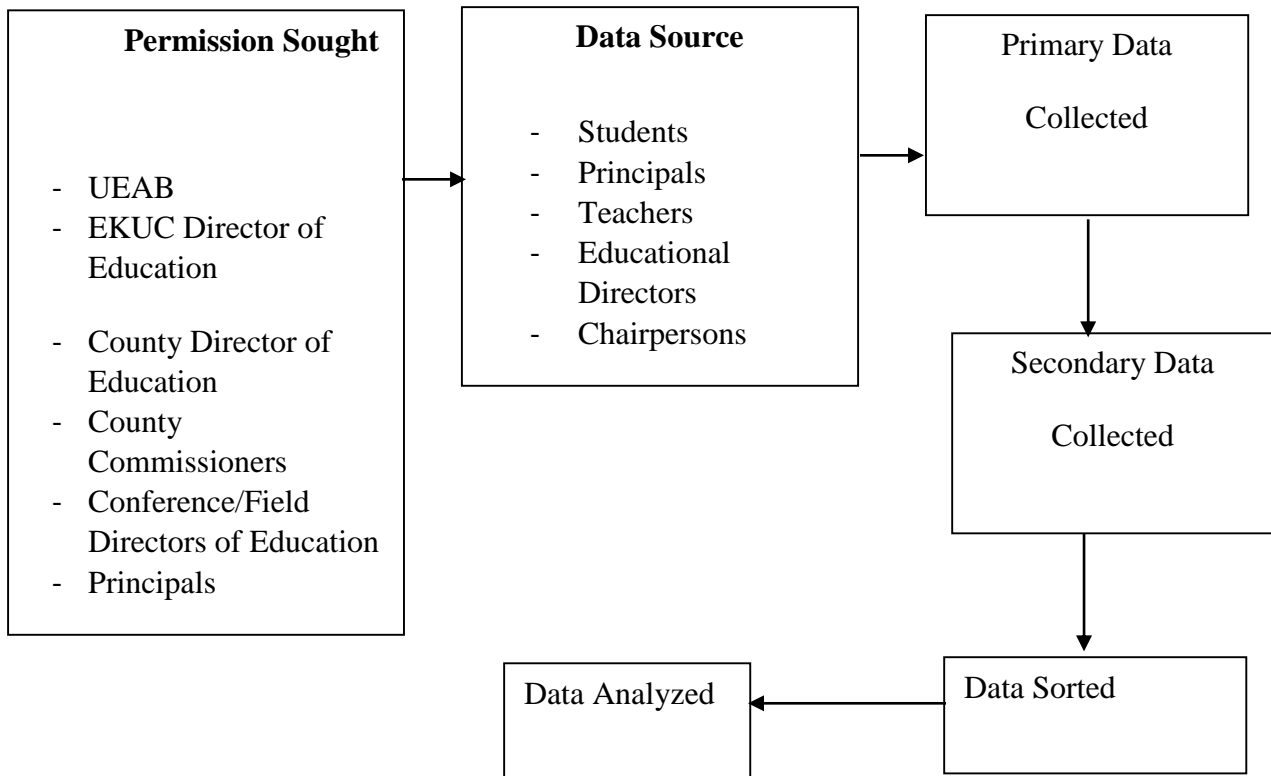 Permission Sought
- UEAB
- EKUC Director of
Education
- County Director of
Education
- County
Commissioners
- Conference/Field
Directors of Education
- Principals
Data Source
- Students
- Principals
- Teachers
- Educational
Directors
- Chairpersons
Primary Data
Collected
Secondary Data
Collected
Data Sorted
Data Analyzed